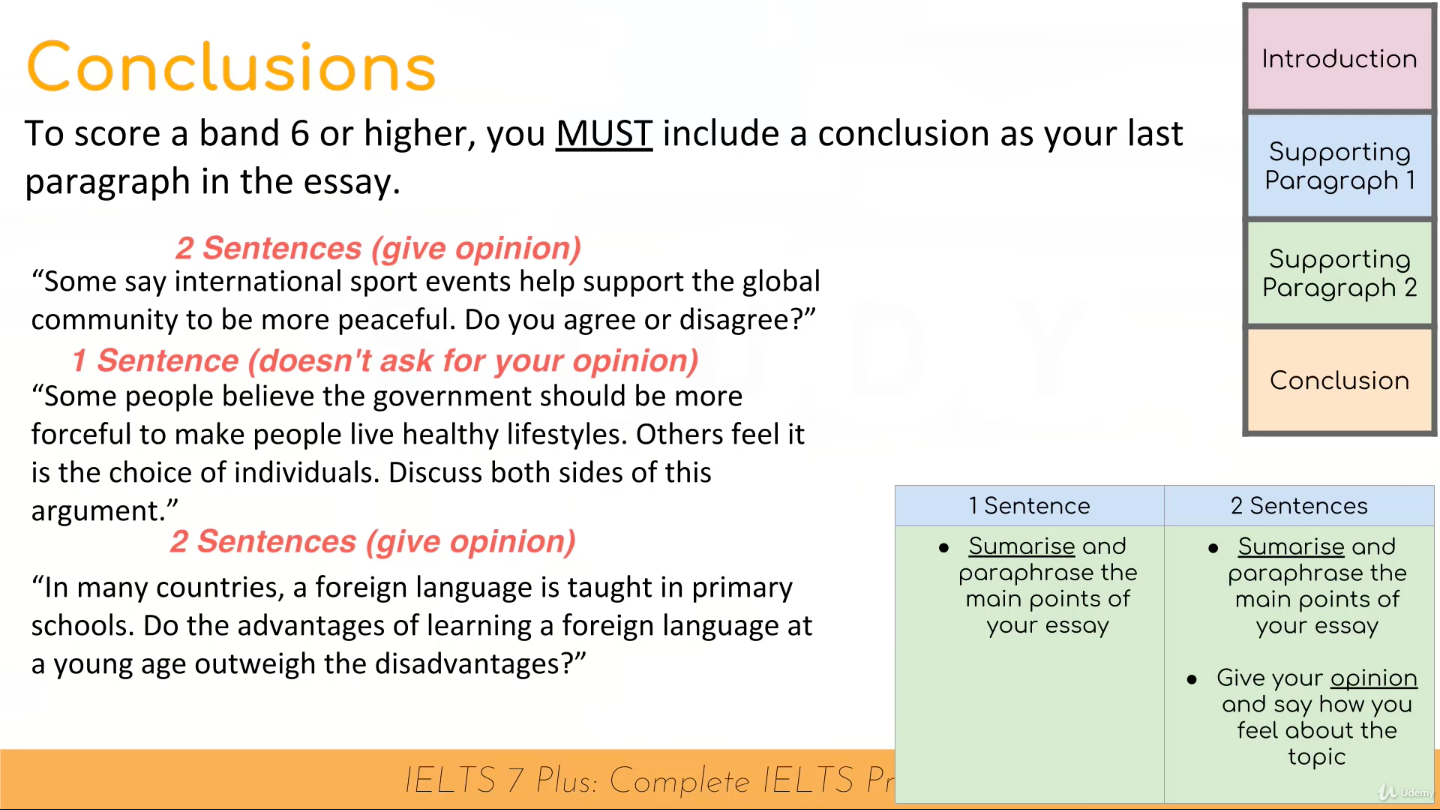 Conclusions
To score a band 6 or higher, you MUST include a conclusion as your last
paragraph in the essay.
2 Sentences (give opinion)
“Some say international sport events help support the global
community to be more peaceful. Do you agree or disagree?”
1 Sentence (doesn't ask for your opinion)
“Some people believe the government should be more
forceful to make people live healthy lifestyles. Others feel it
is the choice of individuals. Discuss both sides of this
argument.”
2 Sentences (give opinion)
“In many countries, a foreign language is taught in primary
schools. Do the advantages of learning a foreign language at
a young age outweigh the disadvantages?”
Introduction
Supporting
Paragraph 1
Supporting
Paragraph 2
Conclusion
1 Sentence
● Sumarise and
paraphrase the
main points of
your essay
2 Sentences
● Sumarise and
paraphrase the
main points of
your essay
● Give your opinion
and say how you
feel about the
topic
IELTS 7 Plus: Complete IELTS Pr
Udemy